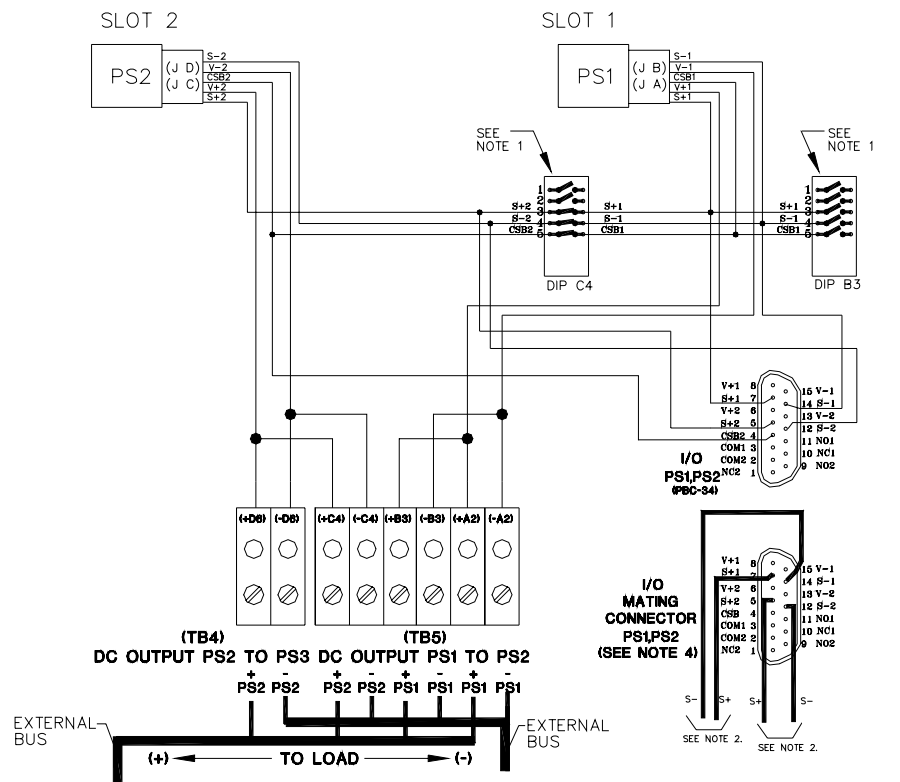 SLOT 2
SLOT 1
PS2
(J D)
(J C)
S-2
V-2
CSB2
V+2
S+2
PS1
(J B)
(J A)
S-1
V-1
CSB1
V+1
S+1
SEE
NOTE 1
SEE
NOTE 1
1
2
S+2 3 S+1
S-2 4 S-1
CSB2 5 CSB1
DIP C4
1
2
S+1 3
S-1 4
CSB1 5
DIP B3
V+1 8
S+1 7
V+2 6
S+2 5
CSB2 4
COM1 3
COM2 2
NC2 1
15 V-1
14 S-1
13 V-2
12 S-2
11 NO1
10 NC1
9 NO2
I/O
PS1,PS2
(PBC-34)
(+D6) (-D6) (+C4) (-C4) (+B3) (-B3) (+A2) (-A2)
I/O
MATING
CONNECTOR
PS1,PS2
(SEE NOTE 4)
V+1 8
S+1 7
V+2 6
S+2 5
CSB 4
COM1 3
COM2 2
NC2 1
15 V-1
14 S-1
13 V-2
12 S-2
11 NO1
10 NC1
9 NO2
(TB4) (TB5)
DC OUTPUT PS2 TO PS3 DC OUTPUT PS1 TO PS2
+ - + - + - + -
PS2 PS2 PS2 PS2 PS1 PS1 PS1 PS1
S- S+ S+ S-
SEE NOTE 2. SEE NOTE 2.
EXTERNAL
BUS
EXTERNAL
BUS
(+) TO LOAD (-)